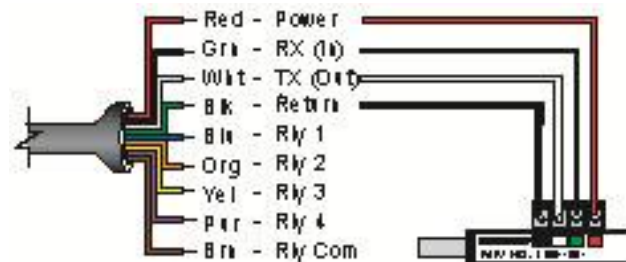 Red - Power
Grn - RX (In)
Wht - TX (Out)
Blk - Return
Blu - Rly 1
Org - Rly 2
Yel - Rly 3
Pur - Rly 4
Brn - Rly Com